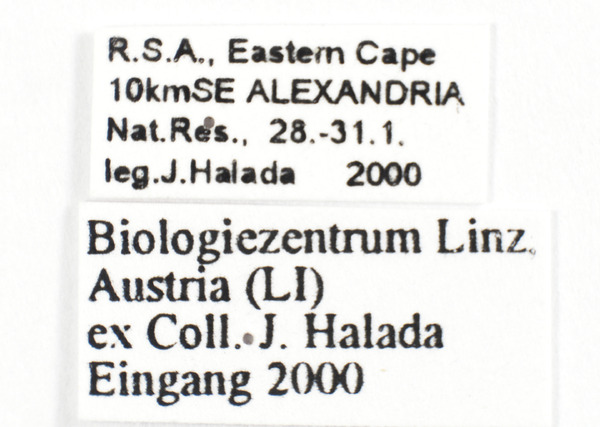 R.S.A., Eastern Cape
10kmSE ALEXANDRIA
Nat.Res., 28.-31.1.
leg.J.Halada 2000
Biologiezentrum Linz,
Austria (LI)
ex Coll. J. Halada
Eingang 2000